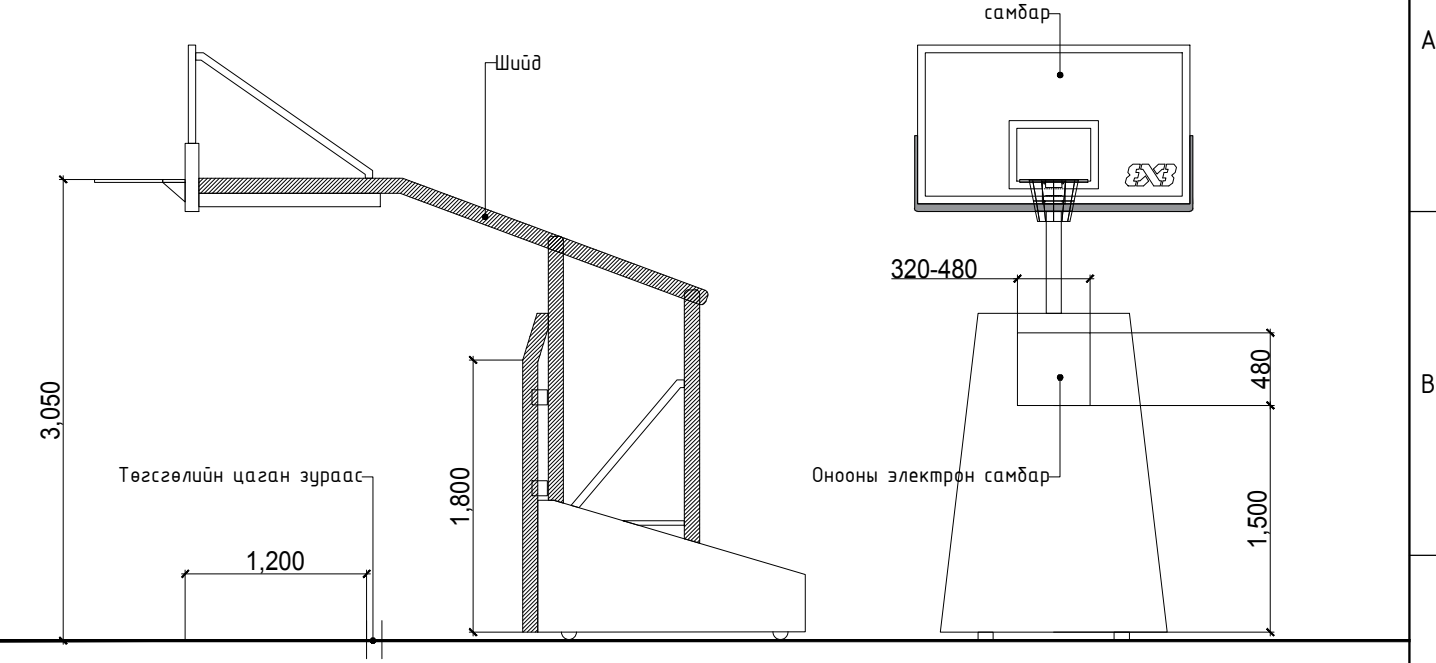 самбар
A
Шийд
3X3
320-480
480
3,050
B
Төгсгөлийн цагаан зураас
1,800
Онооны электрон самбар
1,500
1,200